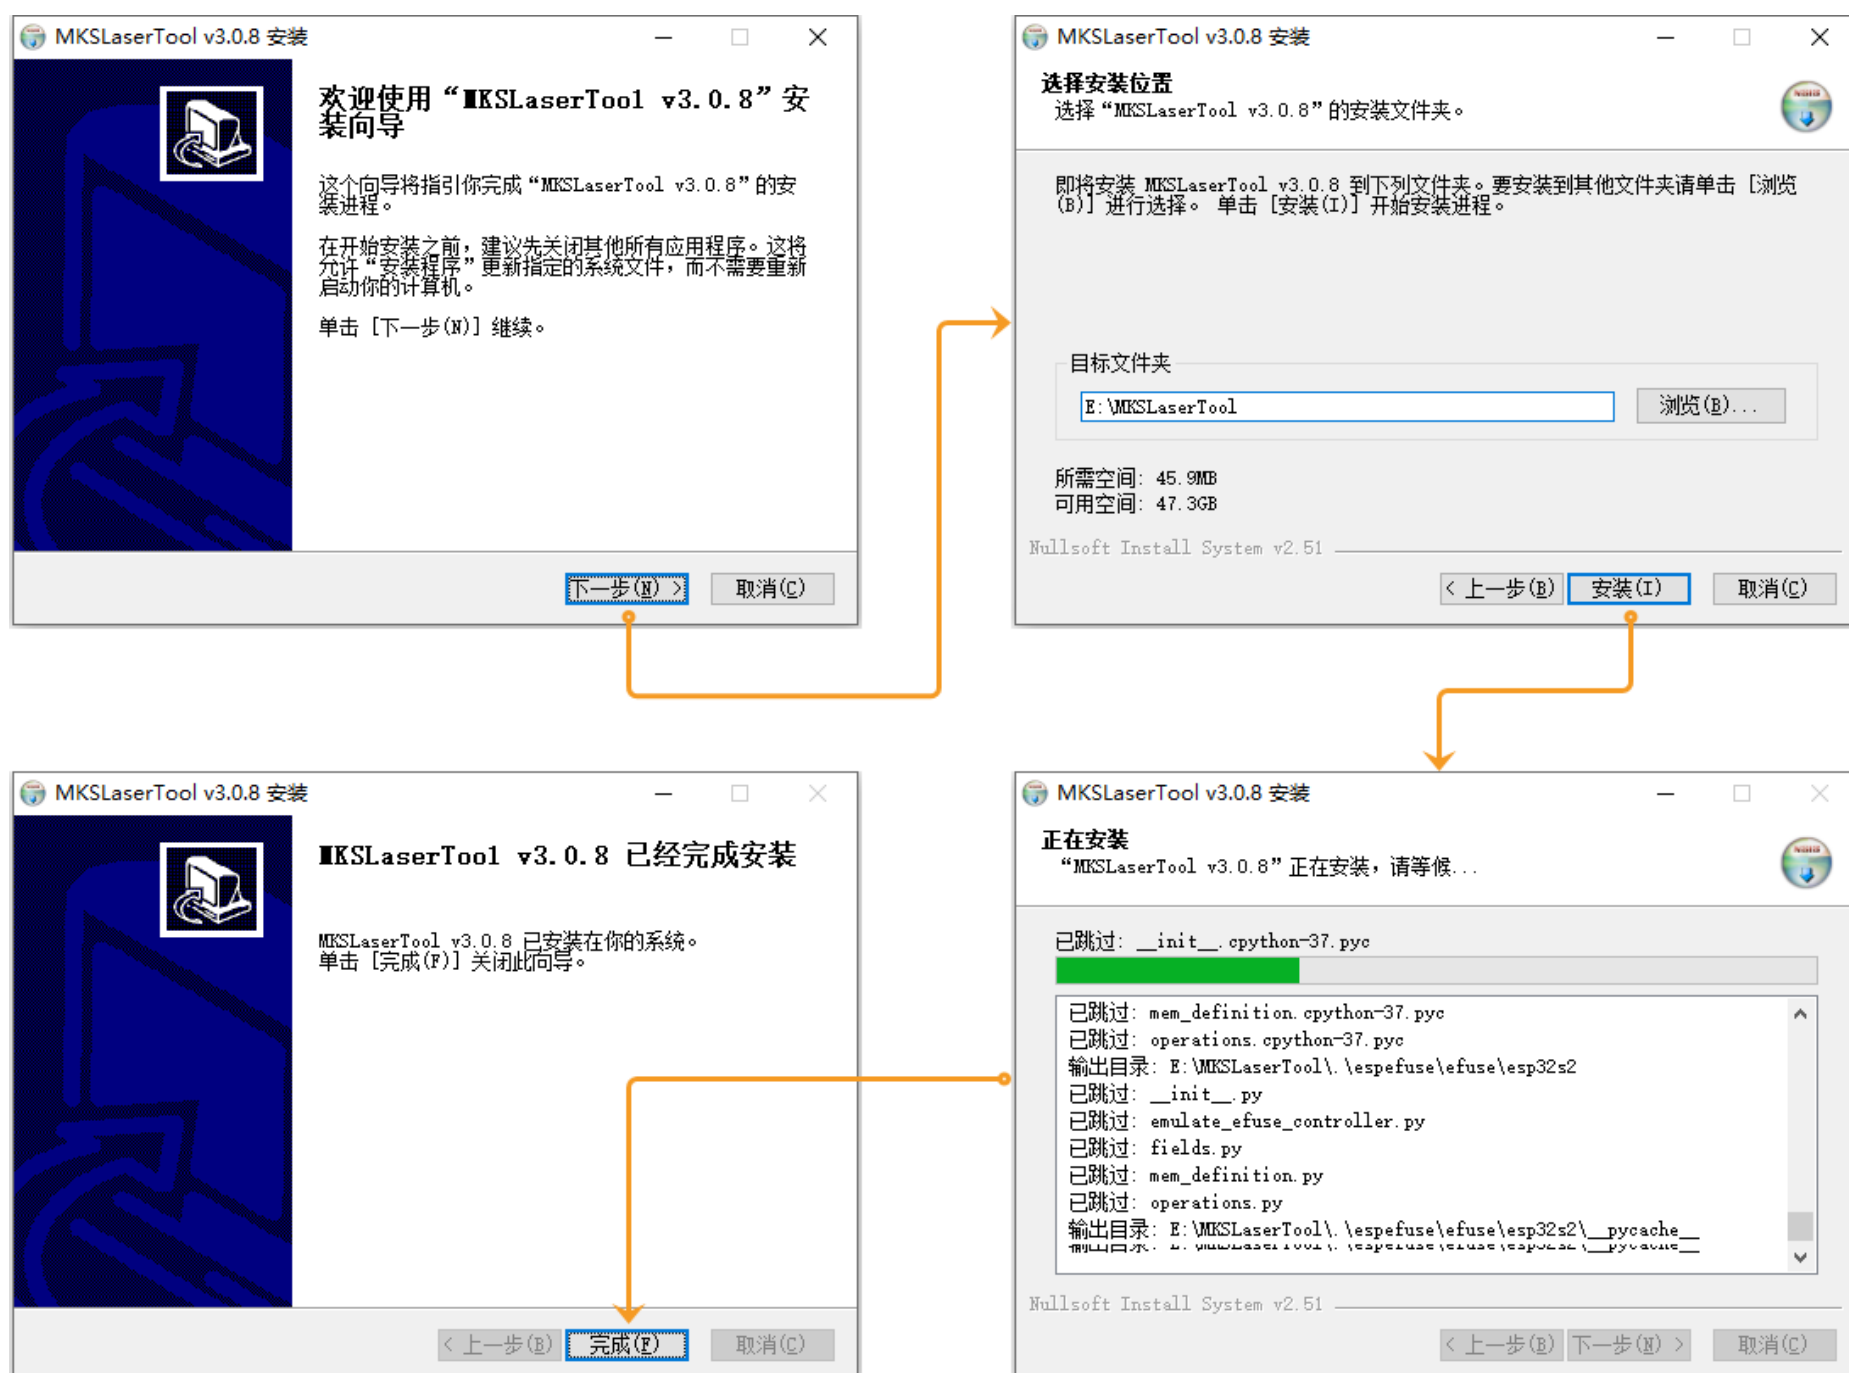 MKSLaserTool v3.0.8 安装
欢迎使用“MKSLaserTool v3.0.8”安
装向导
这个向导将指引你完成“MKSLaserTool v3.0.8”的安
装进程。
在开始安装之前，建议先关闭其他所有应用程序。这将
允许“安装程序”更新指定的系统文件，而不需要重新
启动你的计算机。
单击 [下一步(N)] 继续。
下一步(N) >
取消(C)
MKSLaserTool v3.0.8 安装
选择安装位置
选择“MKSLaserTool v3.0.8”的安装文件夹。
即将安装 MKSLaserTool v3.0.8 到下列文件夹。要安装到其他文件夹请单击 [浏览
(B)] 进行选择。 单击 [安装(I)] 开始安装进程。
目标文件夹
E:\MKSLaserTool
浏览(B)...
所需空间: 45.9MB
可用空间: 47.3GB
Nullsoft Install System v2.51
< 上一步(B)
安装(I)
取消(C)
MKSLaserTool v3.0.8 安装
正在安装
“MKSLaserTool v3.0.8”正在安装，请等候...
已跳过: __init__.cpython-37.pyc
已跳过: mem_definition.cpython-37.pyc
已跳过: operations.cpython-37.pyc
输出目录: E:\MKSLaserTool\.\espefuse\efuse\esp32s2
已跳过: __init__.py
已跳过: emulate_efuse_controller.py
已跳过: fields.py
已跳过: mem_definition.py
已跳过: operations.py
输出目录: E:\MKSLaserTool\.\espefuse\efuse\esp32s2\__pycache__
Nullsoft Install System v2.51
< 上一步(B)
下一步(N) >
取消(C)
MKSLaserTool v3.0.8 安装
MKSLaserTool v3.0.8 已经完成安装
MKSLaserTool v3.0.8 已安装在你的系统。
单击 [完成(F)] 关闭此向导。
< 上一步(B)
完成(F)
取消(C)